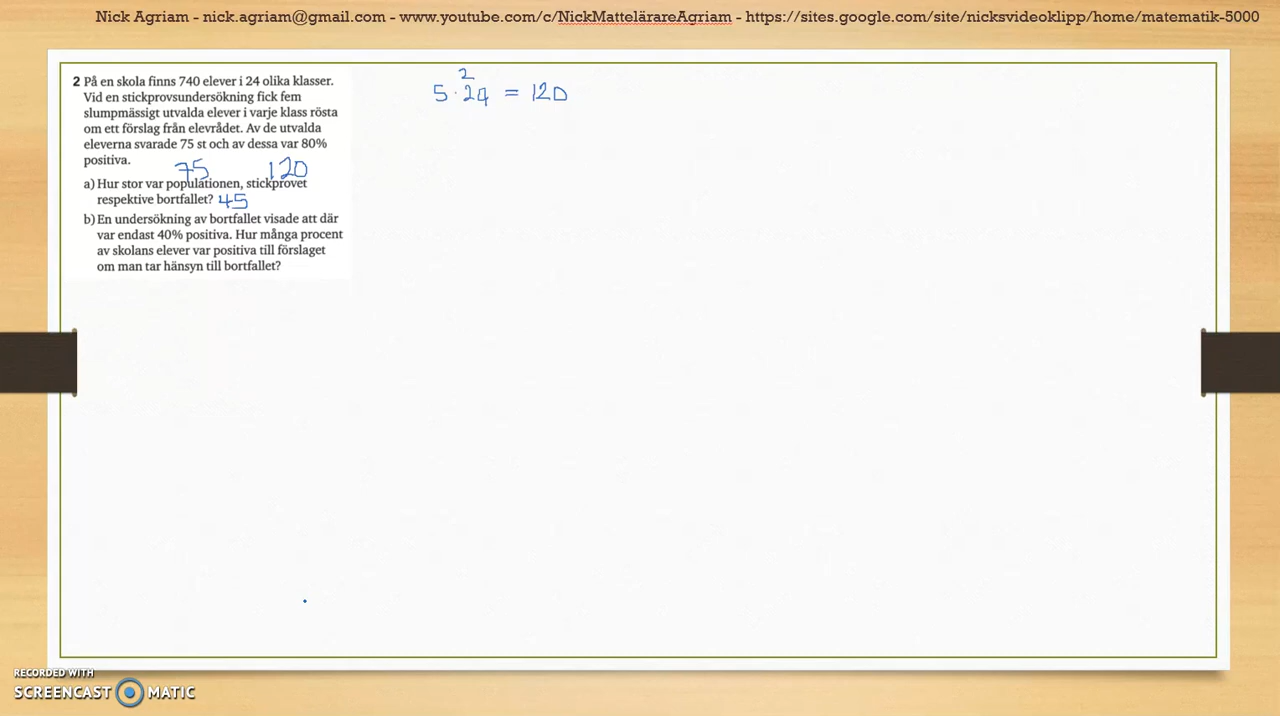 Nick Agriam - nick.agriam@gmail.com - www.youtube.com/c/NickMattelärareAgriam - https://sites.google.com/site/nicksvideoklipp/home/matematik-5000
2 På en skola finns 740 elever i 24 olika klasser.
Vid en stickprovsundersökning fick fem
slumpmässigt utvalda elever i varje klass rösta
om ett förslag från elevrådet. Av de utvalda
eleverna svarade 75 st och av dessa var 80%
positiva.
75 120
a) Hur stor var populationen, stickprovet
respektive bortfallet? 45
b) En undersökning av bortfallet visade att där
var endast 40% positiva. Hur många procent
av skolans elever var positiva till förslaget
om man tar hänsyn till bortfallet?
2
5 · 24 = 120
RECORDED WITH
SCREENCAST MATIC